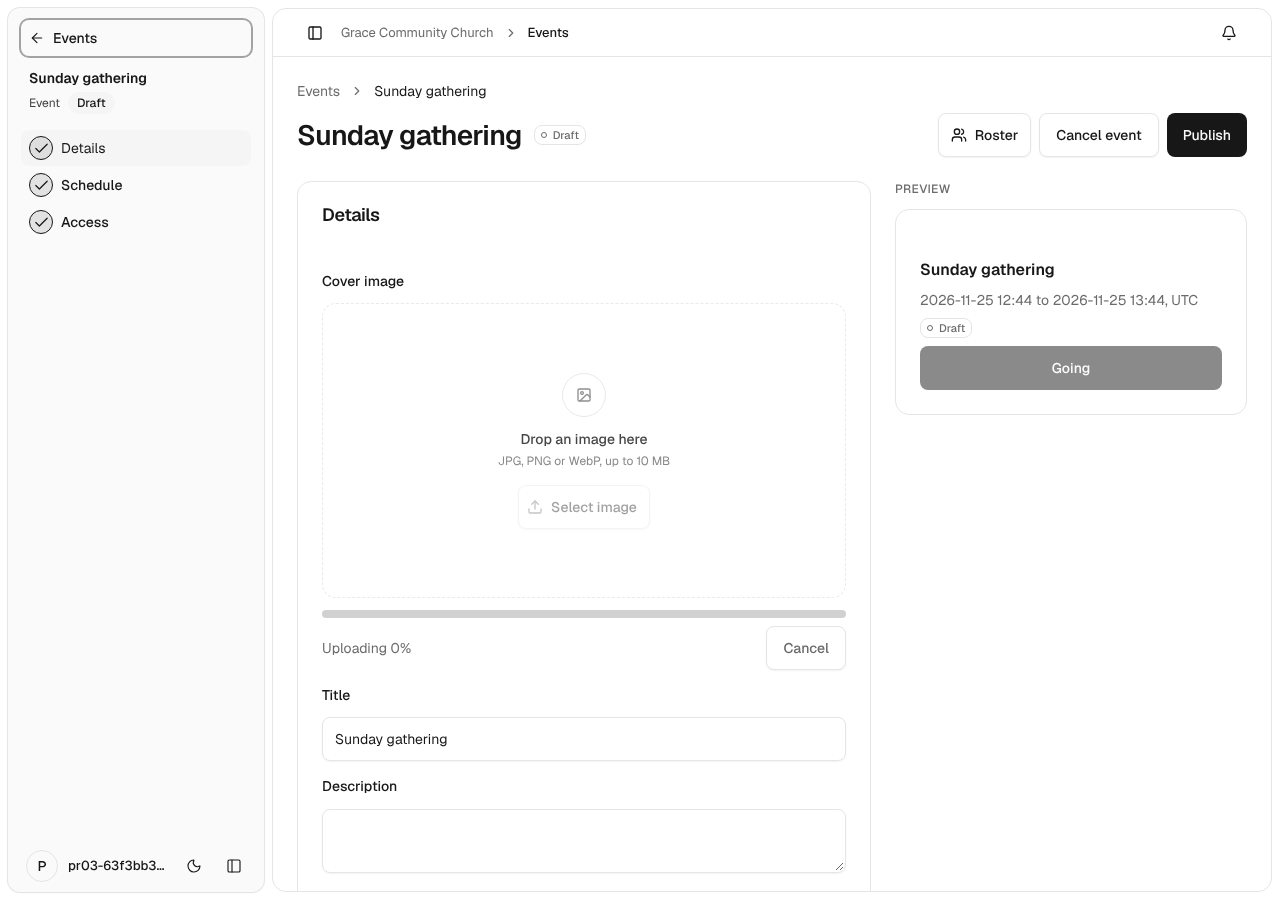 Events
Sunday gathering
Event Draft
Details
Schedule
Access
P pr03-63f3bb3...
Grace Community Church > Events
Events > Sunday gathering
Sunday gathering Draft
Roster Cancel event Publish
Details
Cover image
Drop an image here
JPG, PNG or WebP, up to 10 MB
Select image
Uploading 0% Cancel
Title
Sunday gathering
Description
PREVIEW
Sunday gathering
2026-11-25 12:44 to 2026-11-25 13:44, UTC
Draft
Going